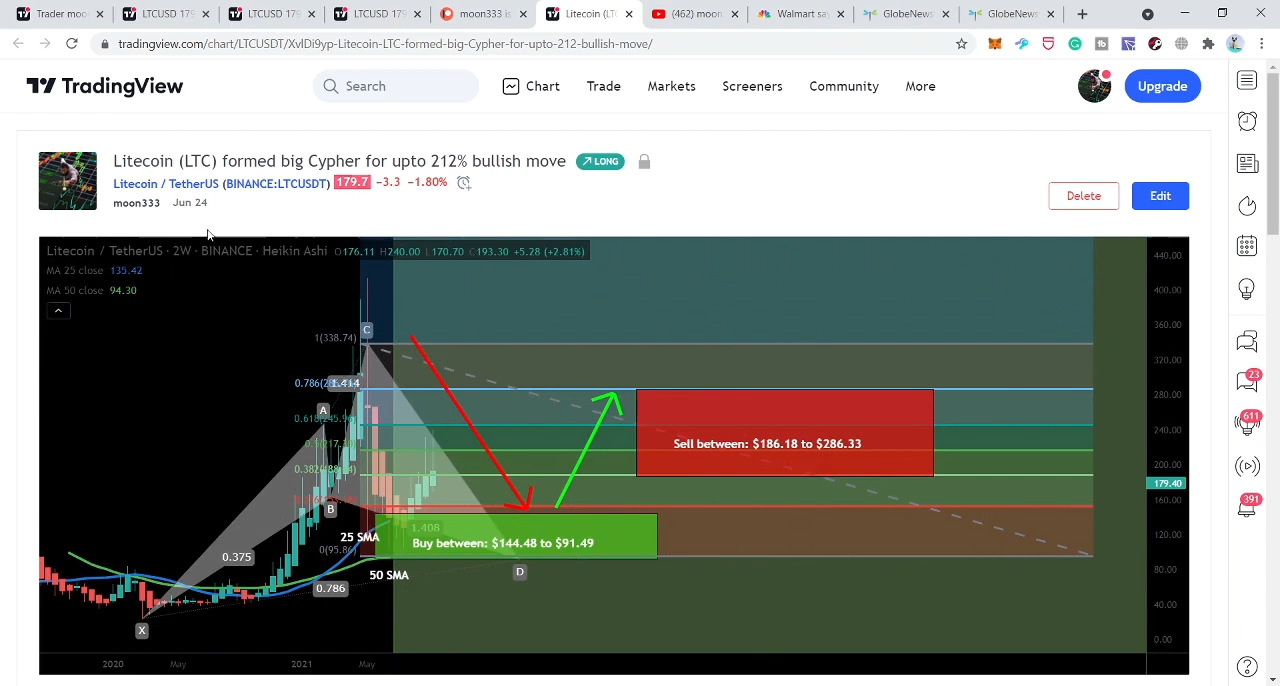 Trader moo
LTCUSD 179
LTCUSD 179
LTCUSD 179
moon333 is
Litecoin (LT
(462) moon
Walmart say
GlobeNews
GlobeNews
tradingview.com/chart/LTCUSDT/XvlDi9yp-Litecoin-LTC-formed-big-Cypher-for-upto-212-bullish-move/
TradingView
Search
Chart
Trade
Markets
Screeners
Community
More
Upgrade
Litecoin (LTC) formed big Cypher for upto 212% bullish move
LONG
Litecoin / TetherUS (BINANCE:LTCUSDT) 179.7 −3.3 −1.80%
moon333 Jun 24
Delete
Edit
Litecoin / TetherUS · 2W · BINANCE · Heikin Ashi O176.11 H240.00 L170.70 C193.30 +5.28 (+2.81%)
MA 25 close 135.42
MA 50 close 94.30
440.00
400.00
360.00
320.00
280.00
240.00
200.00
179.40
160.00
120.00
80.00
40.00
0.00
C
1(338.74)
1.414
A
B
0(95.86)
25 SMA
50 SMA
1.408
Buy between: $144.48 to $91.49
Sell between: $186.18 to $286.33
0.375
0.786
D
X
2020
May
2021
May
23
611
391